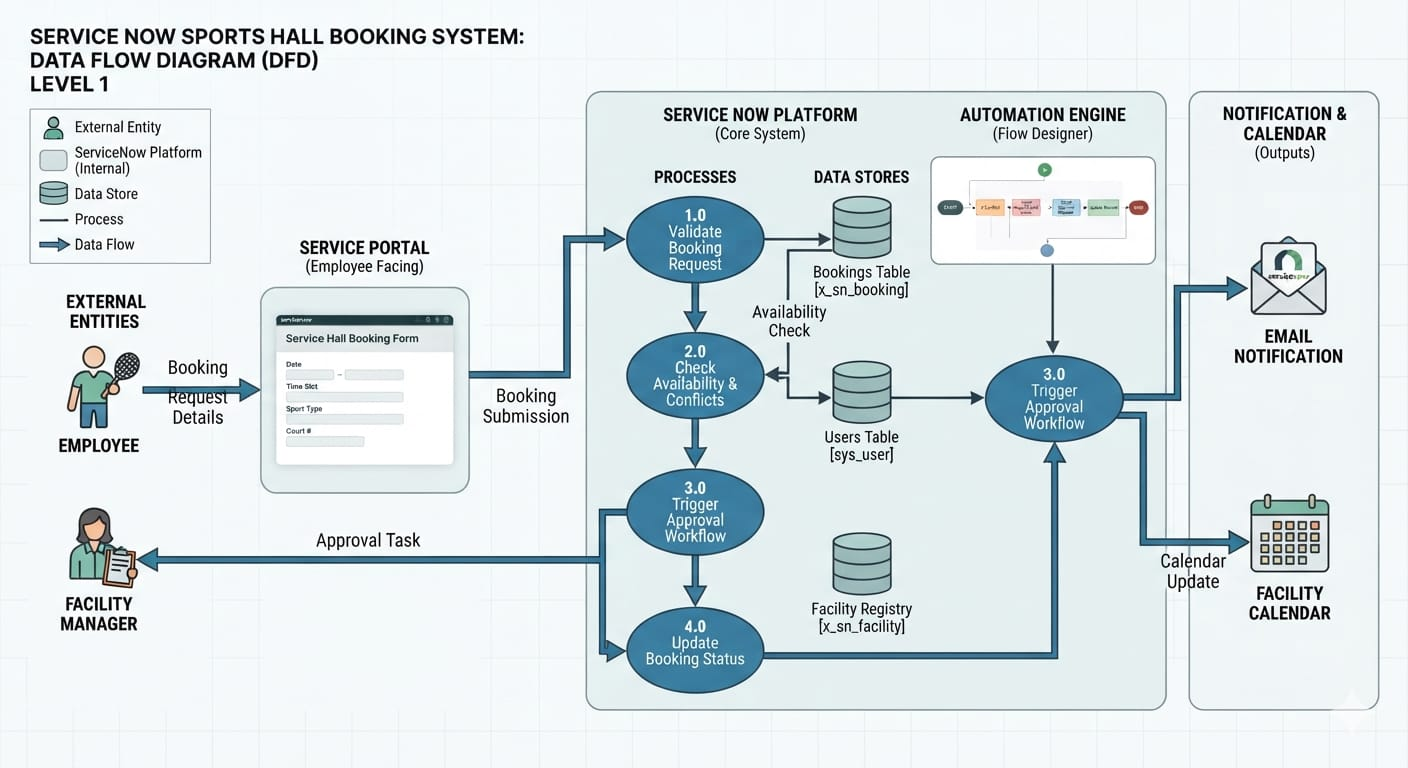 SERVICE NOW SPORTS HALL BOOKING SYSTEM:
DATA FLOW DIAGRAM (DFD)
LEVEL 1
External Entity
ServiceNow Platform
(Internal)
Data Store
Process
Data Flow
EXTERNAL
ENTITIES
EMPLOYEE
Booking
Request
Details
FACILITY
MANAGER
SERVICE PORTAL
(Employee Facing)
Service Hall Booking Form
Date
Time Slct
Sport Type
Court #
Booking
Submission
Approval Task
SERVICE NOW PLATFORM
(Core System)
PROCESSES
1.0
Validate
Booking
Request
2.0
Check
Availability &
Conflicts
3.0
Trigger
Approval
Workflow
4.0
Update
Booking Status
DATA STORES
Bookings Table
[x_sn_booking]
Availability
Check
Users Table
[sys_user]
Facility Registry
[x_sn_facility]
AUTOMATION ENGINE
(Flow Designer)
3.0
Trigger
Approval
Workflow
NOTIFICATION &
CALENDAR
(Outputs)
EMAIL
NOTIFICATION
Calendar
Update
FACILITY
CALENDAR